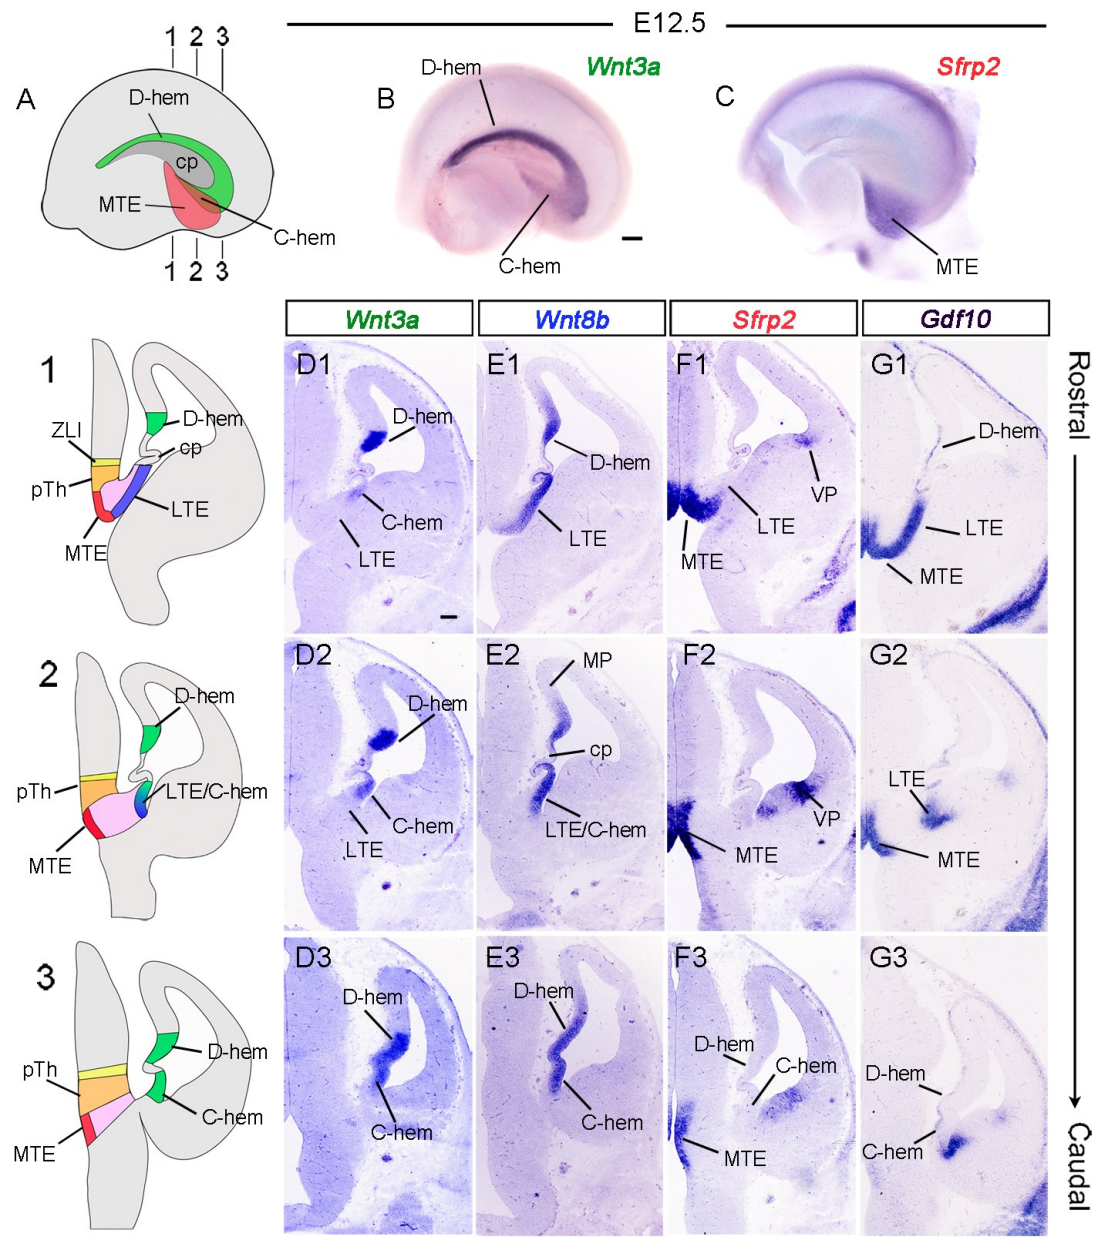 E12.5
1 2 3
A
D-hem
cp
MTE
C-hem
1 2 3
B
D-hem
Wnt3a
C-hem
C
Sfrp2
MTE
Wnt3a
Wnt8b
Sfrp2
Gdf10
1
ZLI
D-hem
cp
pTh
LTE
MTE
D1
D-hem
C-hem
LTE
E1
D-hem
LTE
F1
VP
LTE
MTE
G1
D-hem
LTE
MTE
Rostral
2
D-hem
pTh
LTE/C-hem
MTE
D2
D-hem
C-hem
LTE
E2
MP
cp
LTE/C-hem
F2
VP
MTE
G2
LTE
MTE
3
D-hem
pTh
C-hem
MTE
D3
D-hem
C-hem
E3
D-hem
C-hem
F3
D-hem
C-hem
MTE
G3
D-hem
C-hem
Caudal